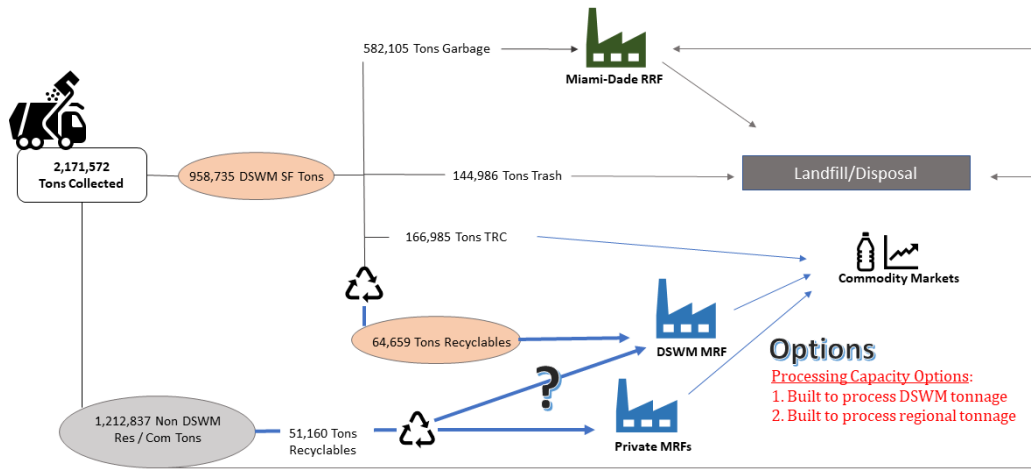 582,105 Tons Garbage
Miami-Dade RRF
2,171,572
Tons Collected
958,735 DSWM SF Tons
144,986 Tons Trash
Landfill/Disposal
166,985 Tons TRC
Commodity Markets
64,659 Tons Recyclables
DSWM MRF
Options
Processing Capacity Options:
1. Built to process DSWM tonnage
2. Built to process regional tonnage
?
1,212,837 Non DSWM
Res / Com Tons
51,160 Tons
Recyclables
Private MRFs